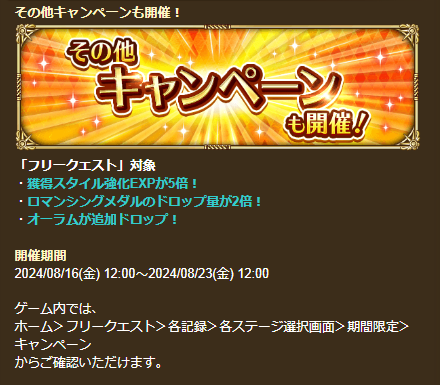 その他キャンペーンも開催！
その他
キャンペーン
も開催!
「フリークエスト」対象
・獲得スタイル強化EXPが5倍！
・ロマンシングメダルのドロップ量が2倍！
・オーラムが追加ドロップ！
開催期間
2024/08/16(金) 12:00～2024/08/23(金) 12:00
ゲーム内では、
ホーム＞フリークエスト＞各記録＞各ステージ選択画面＞期間限定＞
キャンペーン
からご確認いただけます。